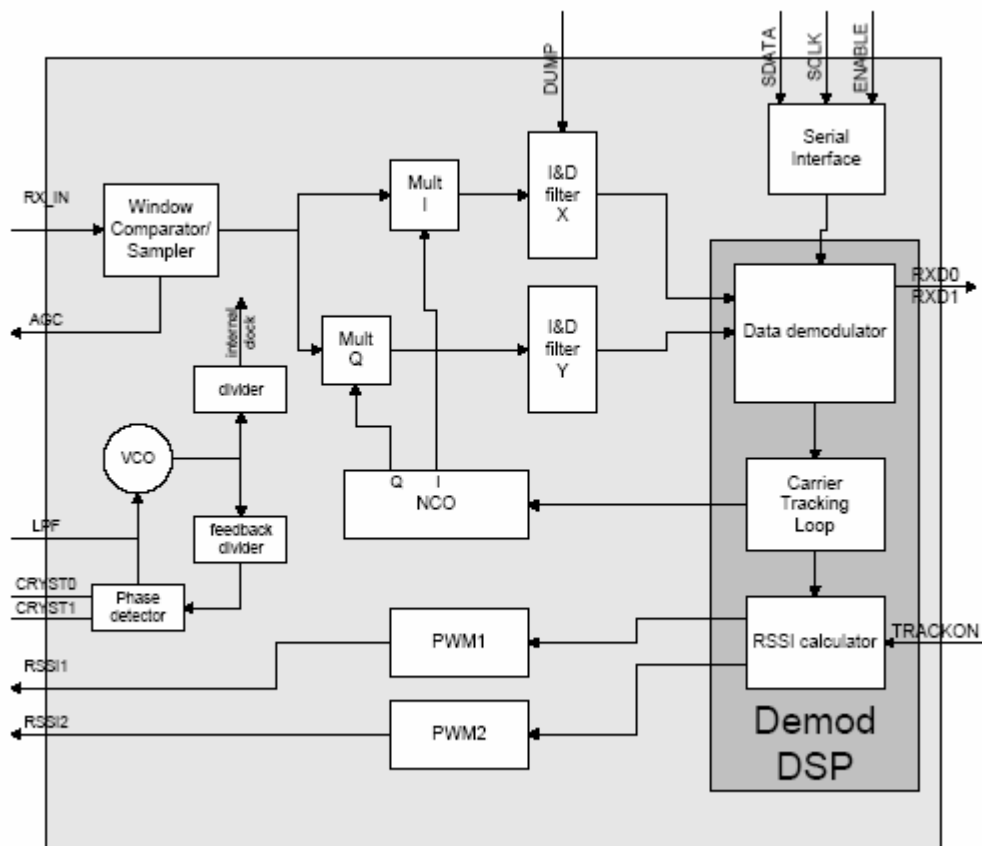 DUMP
SDATA
SCLK
ENABLE
Serial
Interface
RX_IN
Window
Comparator/
Sampler
Mult
I
I&D
filter
X
AGC
internal
clock
Mult
Q
I&D
filter
Y
Data demodulator
RXD0
RXD1
divider
VCO
Q I
NCO
Carrier
Tracking
Loop
LPF
feedback
divider
CRYST0
CRYST1
Phase
detector
PWM1
RSSI calculator
TRACKON
RSSI1
RSSI2
PWM2
Demod
DSP